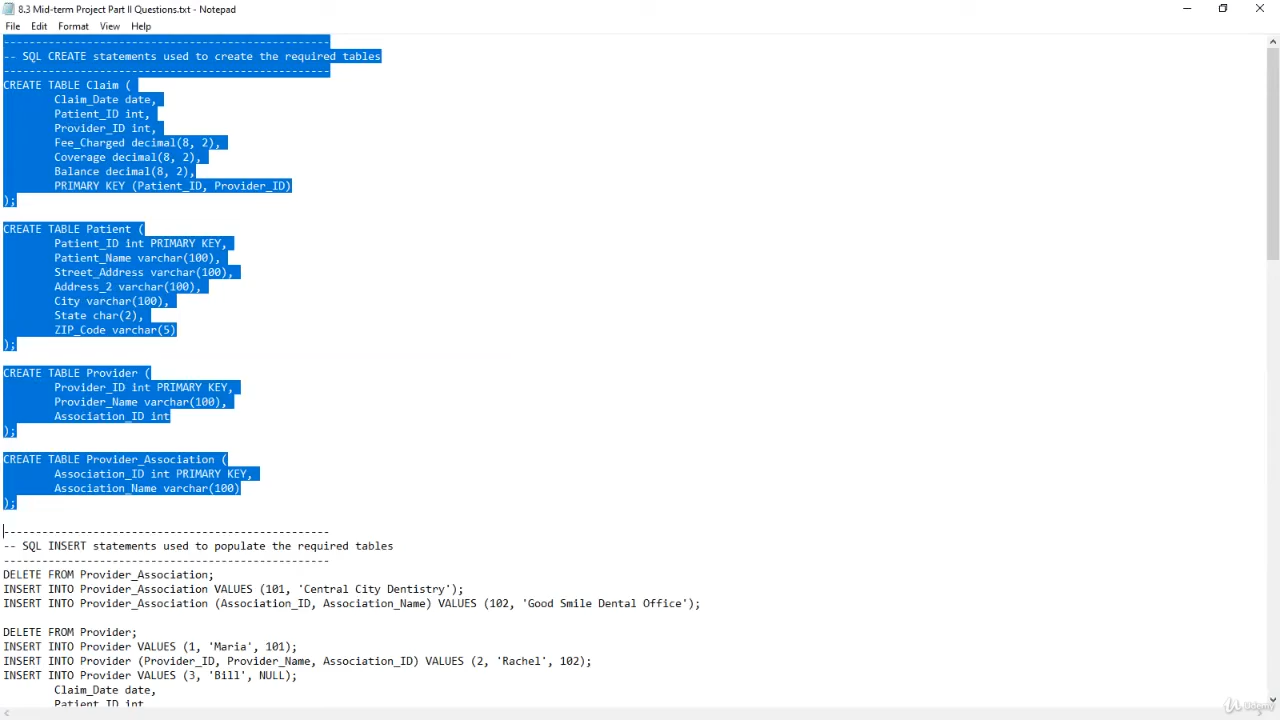 8.3 Mid-term Project Part II Questions.txt - Notepad
File Edit Format View Help
---------------------------------------------------
-- SQL CREATE statements used to create the required tables
---------------------------------------------------
CREATE TABLE Claim (
Claim_Date date,
Patient_ID int,
Provider_ID int,
Fee_Charged decimal(8, 2),
Coverage decimal(8, 2),
Balance decimal(8, 2),
PRIMARY KEY (Patient_ID, Provider_ID)
);
CREATE TABLE Patient (
Patient_ID int PRIMARY KEY,
Patient_Name varchar(100),
Street_Address varchar(100),
Address_2 varchar(100),
City varchar(100),
State char(2),
ZIP_Code varchar(5)
);
CREATE TABLE Provider (
Provider_ID int PRIMARY KEY,
Provider_Name varchar(100),
Association_ID int
);
CREATE TABLE Provider_Association (
Association_ID int PRIMARY KEY,
Association_Name varchar(100)
);
---------------------------------------------------
-- SQL INSERT statements used to populate the required tables
---------------------------------------------------
DELETE FROM Provider_Association;
INSERT INTO Provider_Association VALUES (101, 'Central City Dentistry');
INSERT INTO Provider_Association (Association_ID, Association_Name) VALUES (102, 'Good Smile Dental Office');
DELETE FROM Provider;
INSERT INTO Provider VALUES (1, 'Maria', 101);
INSERT INTO Provider (Provider_ID, Provider_Name, Association_ID) VALUES (2, 'Rachel', 102);
INSERT INTO Provider VALUES (3, 'Bill', NULL);
Claim_Date date,
Patient_ID int
Udemy